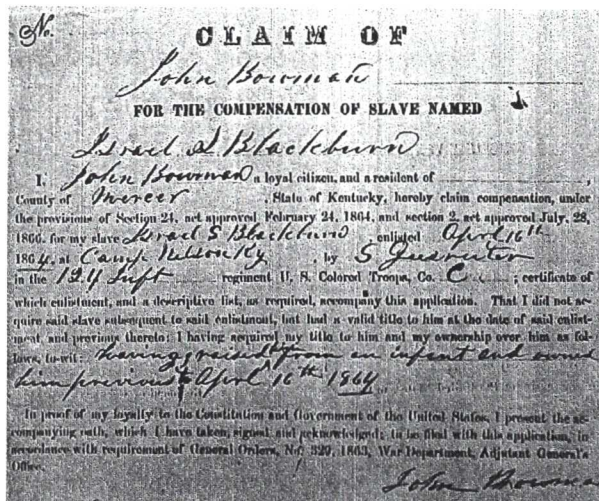 No.
CLAIM OF
John Bowman
FOR THE COMPENSATION OF SLAVE NAMED
Israel S Blackburn
I, John Bowman a loyal citizen, and a resident of ,
County of Mercer , State of Kentucky, hereby claim compensation, under
the provisions of Section 24, act approved February 24, 1864, and section 2, act approved July, 28,
1866, for my slave Israel S Blackburn enlisted April 16th
1864, at Camp Nelson Ky , by S
in the 124 Inft regiment U. S. Colored Troops, Co. C ; certificate of
which enlistment, and a descriptive list, as required, accompany this application. That I did not ac-
quire said slave subsequent to said enlistment, but had a valid title to him at the date of said enlist-
ment, and previous thereto; I having acquired my title to him and my ownership over him as fol-
lows, to-wit: having raised from an infant and owned
him previous to April 16th 1864
In proof of my loyalty to the Constitution and Government of the United States, I present the ac-
companying oath, which I have taken, signed and acknowledged; to be filed with this application, in
accordance with requirement of General Orders, No. 329, 1863, War Department, Adjutant General's
Office.
John Bowman